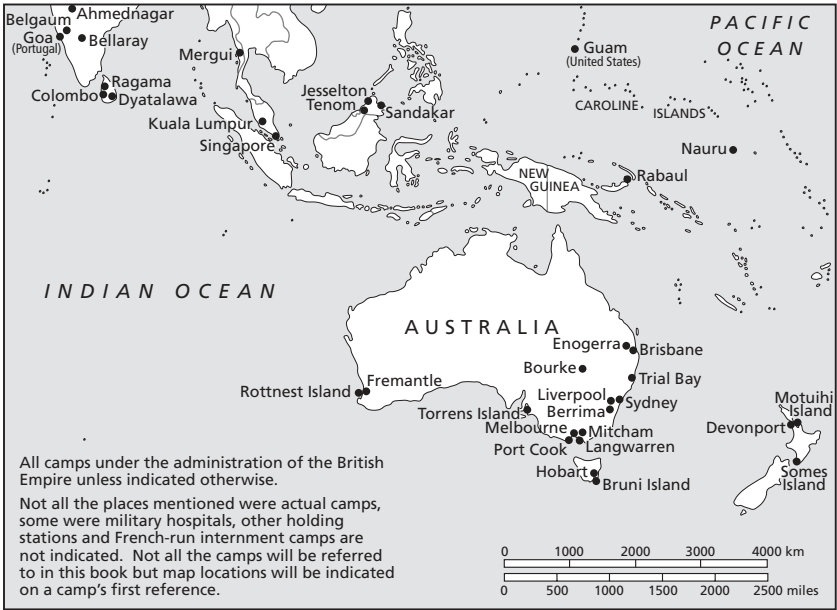 Ahmednagar
Belgaum
Goa
(Portugal)
Bellaray
Ragama
Colombo
Dyatalawa
Mergui
Kuala Lumpur
Singapore
Jesselton
Tenom
Sandakar
PACIFIC
OCEAN
Guam
(United States)
CAROLINE ISLANDS
Nauru
NEW
GUINEA
Rabaul
INDIAN OCEAN
AUSTRALIA
Enogerra
Brisbane
Bourke
Trial Bay
Rottnest Island
Fremantle
Liverpool
Sydney
Berrima
Torrens Island
Melbourne
Mitcham
Port Cook
Langwarren
Hobart
Bruni Island
Motuihi
Island
Devonport
Somes
Island
All camps under the administration of the British
Empire unless indicated otherwise.
Not all the places mentioned were actual camps,
some were military hospitals, other holding
stations and French-run internment camps are
not indicated. Not all the camps will be referred
to in this book but map locations will be indicated
on a camp's first reference.
0 1000 2000 3000 4000 km
0 500 1000 1500 2000 2500 miles